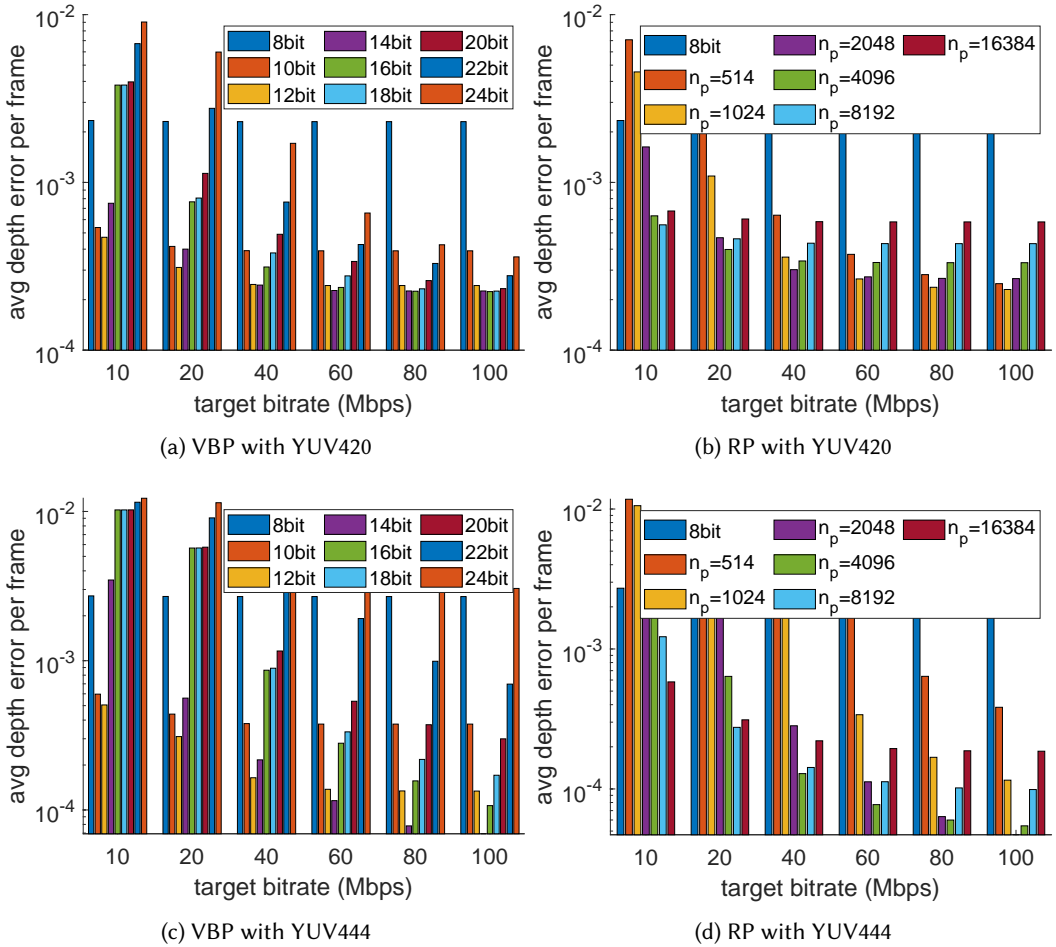 avg depth error per frame
10^-2
10^-3
10^-4
8bit 14bit 20bit
10bit 16bit 22bit
12bit 18bit 24bit
10 20 40 60 80 100
target bitrate (Mbps)
(a) VBP with YUV420
avg depth error per frame
10^-2
10^-3
10^-4
8bit n_p=2048 n_p=16384
n_p=514 n_p=4096
n_p=1024 n_p=8192
10 20 40 60 80 100
target bitrate (Mbps)
(b) RP with YUV420
avg depth error per frame
10^-2
10^-3
10^-4
8bit 14bit 20bit
10bit 16bit 22bit
12bit 18bit 24bit
10 20 40 60 80 100
target bitrate (Mbps)
(c) VBP with YUV444
avg depth error per frame
10^-2
10^-3
10^-4
8bit n_p=2048 n_p=16384
n_p=514 n_p=4096
n_p=1024 n_p=8192
10 20 40 60 80 100
target bitrate (Mbps)
(d) RP with YUV444